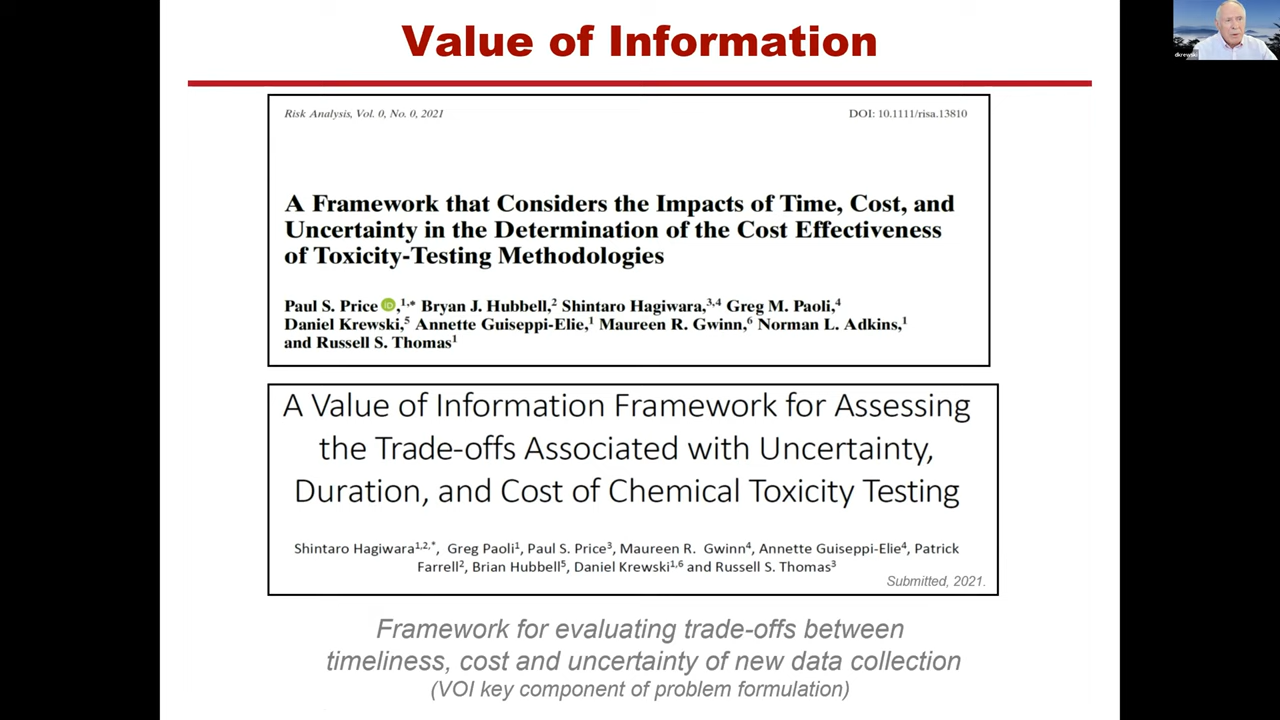 Value of Information
Risk Analysis, Vol. 0, No. 0, 2021
DOI: 10.1111/risa.13810
A Framework that Considers the Impacts of Time, Cost, and
Uncertainty in the Determination of the Cost Effectiveness
of Toxicity-Testing Methodologies
Paul S. Price iD,1,* Bryan J. Hubbell,2 Shintaro Hagiwara,3,4 Greg M. Paoli,4
Daniel Krewski,5 Annette Guiseppi-Elie,1 Maureen R. Gwinn,6 Norman L. Adkins,1
and Russell S. Thomas1
A Value of Information Framework for Assessing
the Trade-offs Associated with Uncertainty,
Duration, and Cost of Chemical Toxicity Testing
Shintaro Hagiwara1,2,*, Greg Paoli1, Paul S. Price3, Maureen R. Gwinn4, Annette Guiseppi-Elie4, Patrick
Farrell2, Brian Hubbell5, Daniel Krewski1,6 and Russell S. Thomas3
Submitted, 2021.
Framework for evaluating trade-offs between
timeliness, cost and uncertainty of new data collection
(VOI key component of problem formulation)
dkrewski